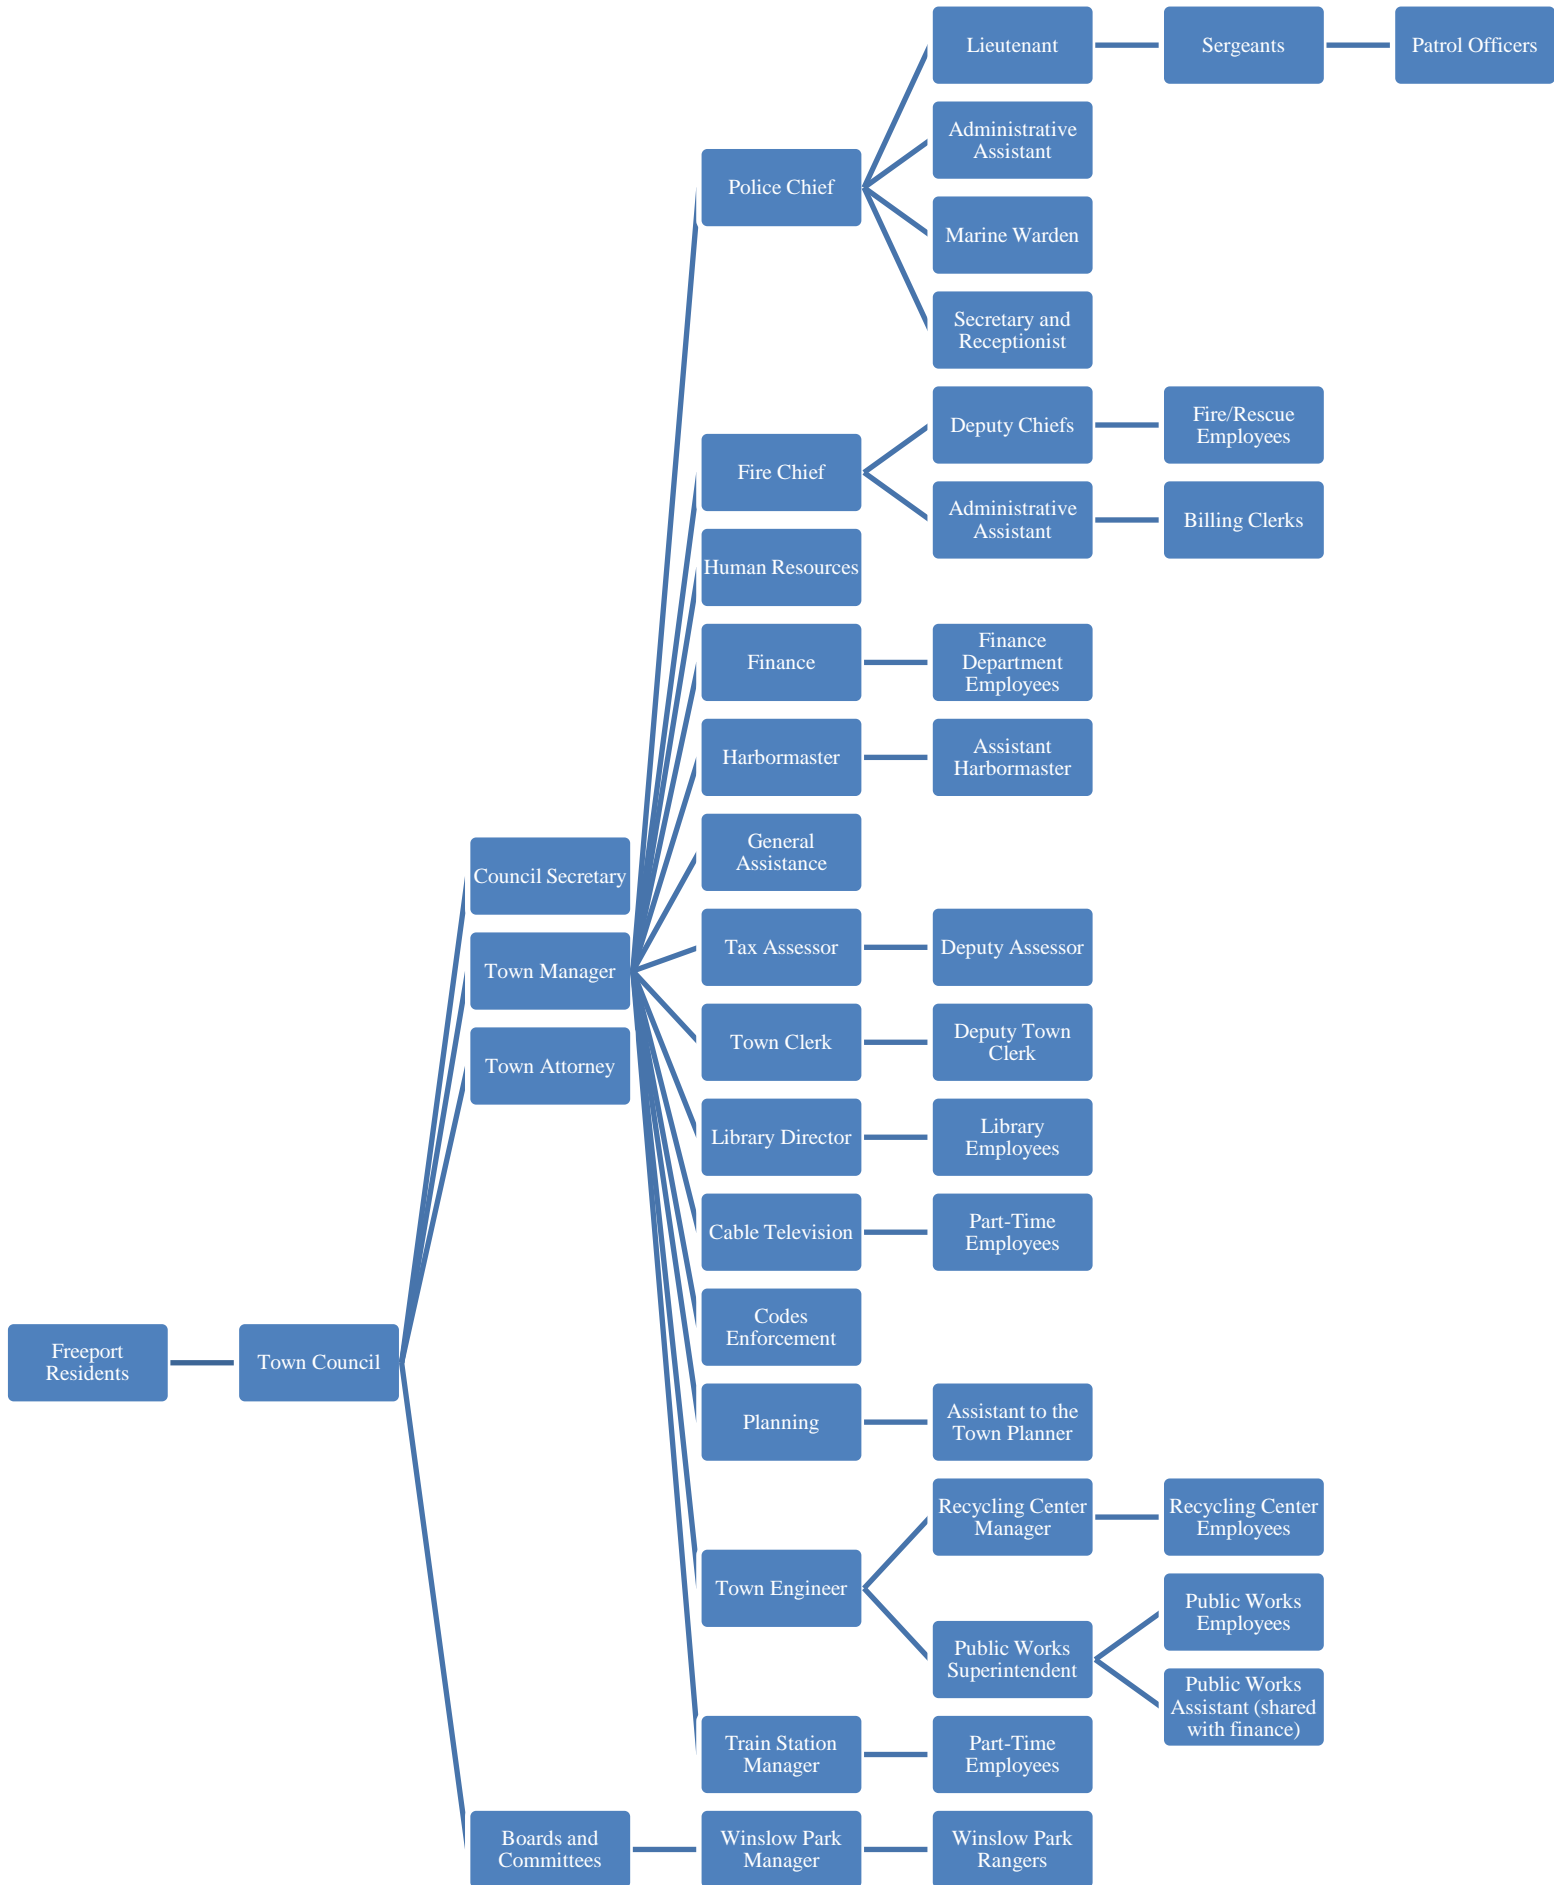 Lieutenant
Sergeants
Patrol Officers
Administrative
Assistant
Police Chief
Marine Warden
Secretary and
Receptionist
Deputy Chiefs
Fire/Rescue
Employees
Fire Chief
Administrative
Assistant
Billing Clerks
Human Resources
Finance
Finance
Department
Employees
Harbormaster
Assistant
Harbormaster
General
Assistance
Council Secretary
Tax Assessor
Deputy Assessor
Town Manager
Town Clerk
Deputy Town
Clerk
Town Attorney
Library Director
Library
Employees
Cable Television
Part-Time
Employees
Codes
Enforcement
Freeport
Residents
Town Council
Planning
Assistant to the
Town Planner
Recycling Center
Manager
Recycling Center
Employees
Town Engineer
Public Works
Employees
Public Works
Superintendent
Public Works
Assistant (shared
with finance)
Train Station
Manager
Part-Time
Employees
Boards and
Committees
Winslow Park
Manager
Winslow Park
Rangers